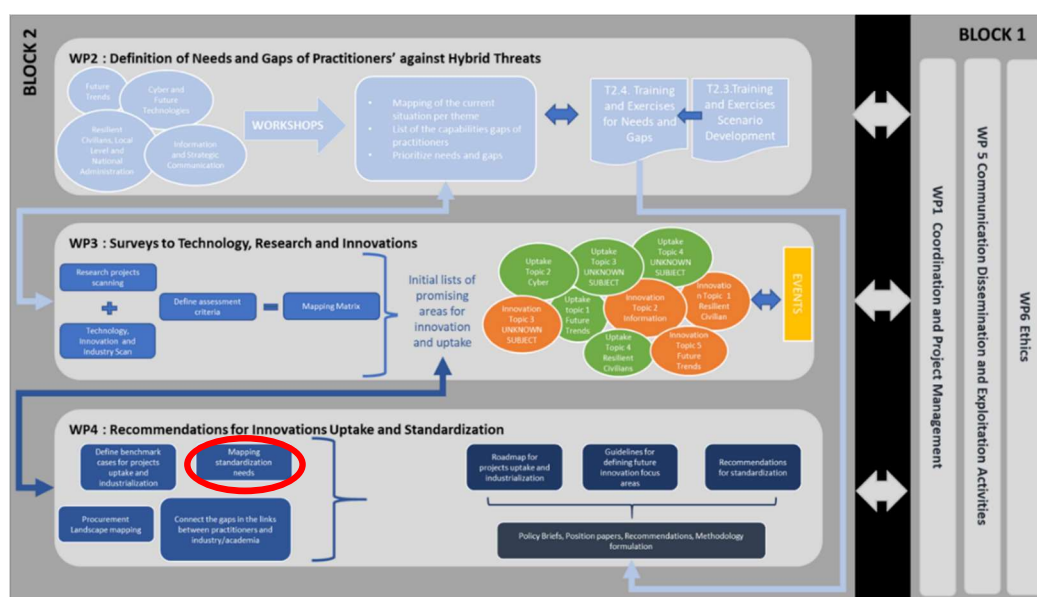 BLOCK 2
BLOCK 1
WP2 : Definition of Needs and Gaps of Practitioners' against Hybrid Threats
Future
Trends
Cyber and
Future
Technologies
Resilient
Civilians, Local
Level and
National
Administration
Information
and Strategic
Communication
WORKSHOPS
• Mapping of the current
situation per theme
• List of the capabilities gaps of
practitioners
• Prioritize needs and gaps
T2.4. Training
and Exercises
for Needs and
Gaps
T2.3.Training
and Exercises
Scenario
Development
WP3 : Surveys to Technology, Research and Innovations
Research projects
scanning
Technology,
Innovation and
Industry Scan
Define assessment
criteria
Mapping Matrix
Initial lists of
promising
areas for
innovation
and uptake
Uptake
Topic 2
Cyber
Uptake
Topic 3
UNKNOWN
SUBJECT
Uptake
Topic 4
UNKNOWN
SUBJECT
Innovation
Topic 3
UNKNOWN
SUBJECT
Uptake
topic 1
Future
Trends
Innovation
Topic 2
Information
Innovatio
n Topic 1
Resilient
Civilian
Uptake
Topic 4
Resilient
Civilians
Innovation
Topic 5
Future
Trends
EVENTS
WP4 : Recommendations for Innovations Uptake and Standardization
Define benchmark
cases for projects
uptake and
industrialization
Mapping
standardization
needs
Procurement
Landscape mapping
Connect the gaps in the links
between practitioners and
industry/academia
Roadmap for
projects uptake and
industrialization
Guidelines for
defining future
innovation focus
areas
Recommendations
for standardization
Policy Briefs, Position papers, Recommendations, Methodology
formulation
WP1 Coordination and Project Management
WP 5 Communication Dissemination and Exploitation Activities
WP6 Ethics